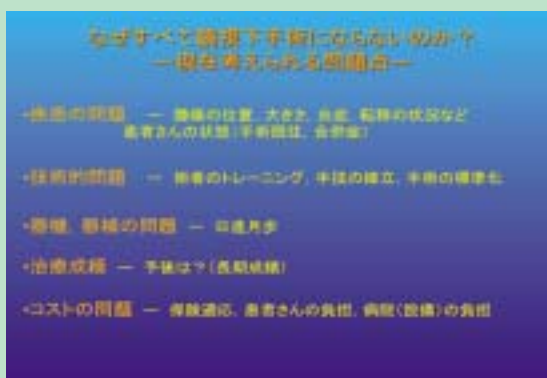 なぜすべて鏡視下手術にならないのか？
ー現在考えられる問題点ー
・疾患の問題 ー 腫瘍の位置、大きさ、炎症、転移の状況など
患者さんの状態(手術既往、合併症)
・技術的問題 ー 術者のトレーニング、手技の確立、手術の標準化
・器械の問題 ー 日進月歩
・治療成績 ー 予後は？(長期成績)
・コストの問題 ー 保険適応、患者さんの負担、病院(設備)の負担